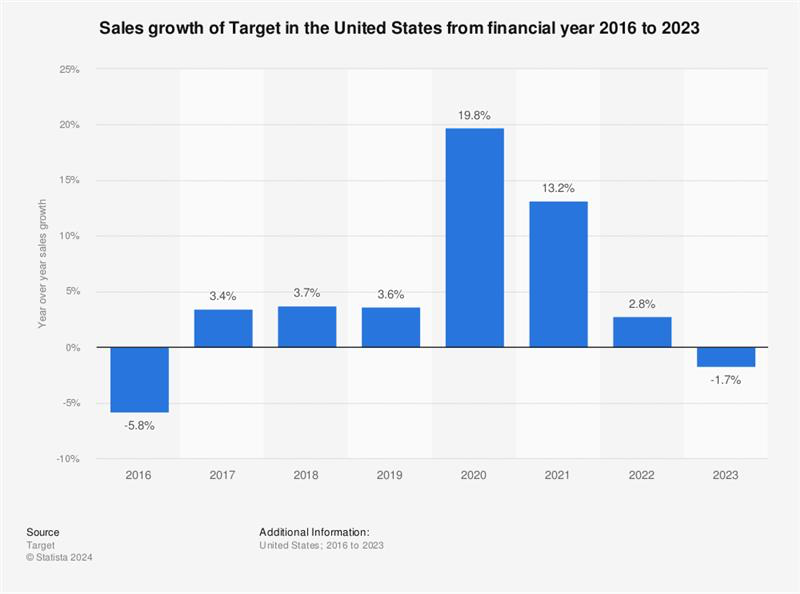 Sales growth of Target in the United States from financial year 2016 to 2023
Year over year sales growth
25%
20%
15%
10%
5%
0%
-5%
-10%
-5.8%
3.4%
3.7%
3.6%
19.8%
13.2%
2.8%
-1.7%
2016 2017 2018 2019 2020 2021 2022 2023
Source
Target
© Statista 2024
Additional Information:
United States; 2016 to 2023